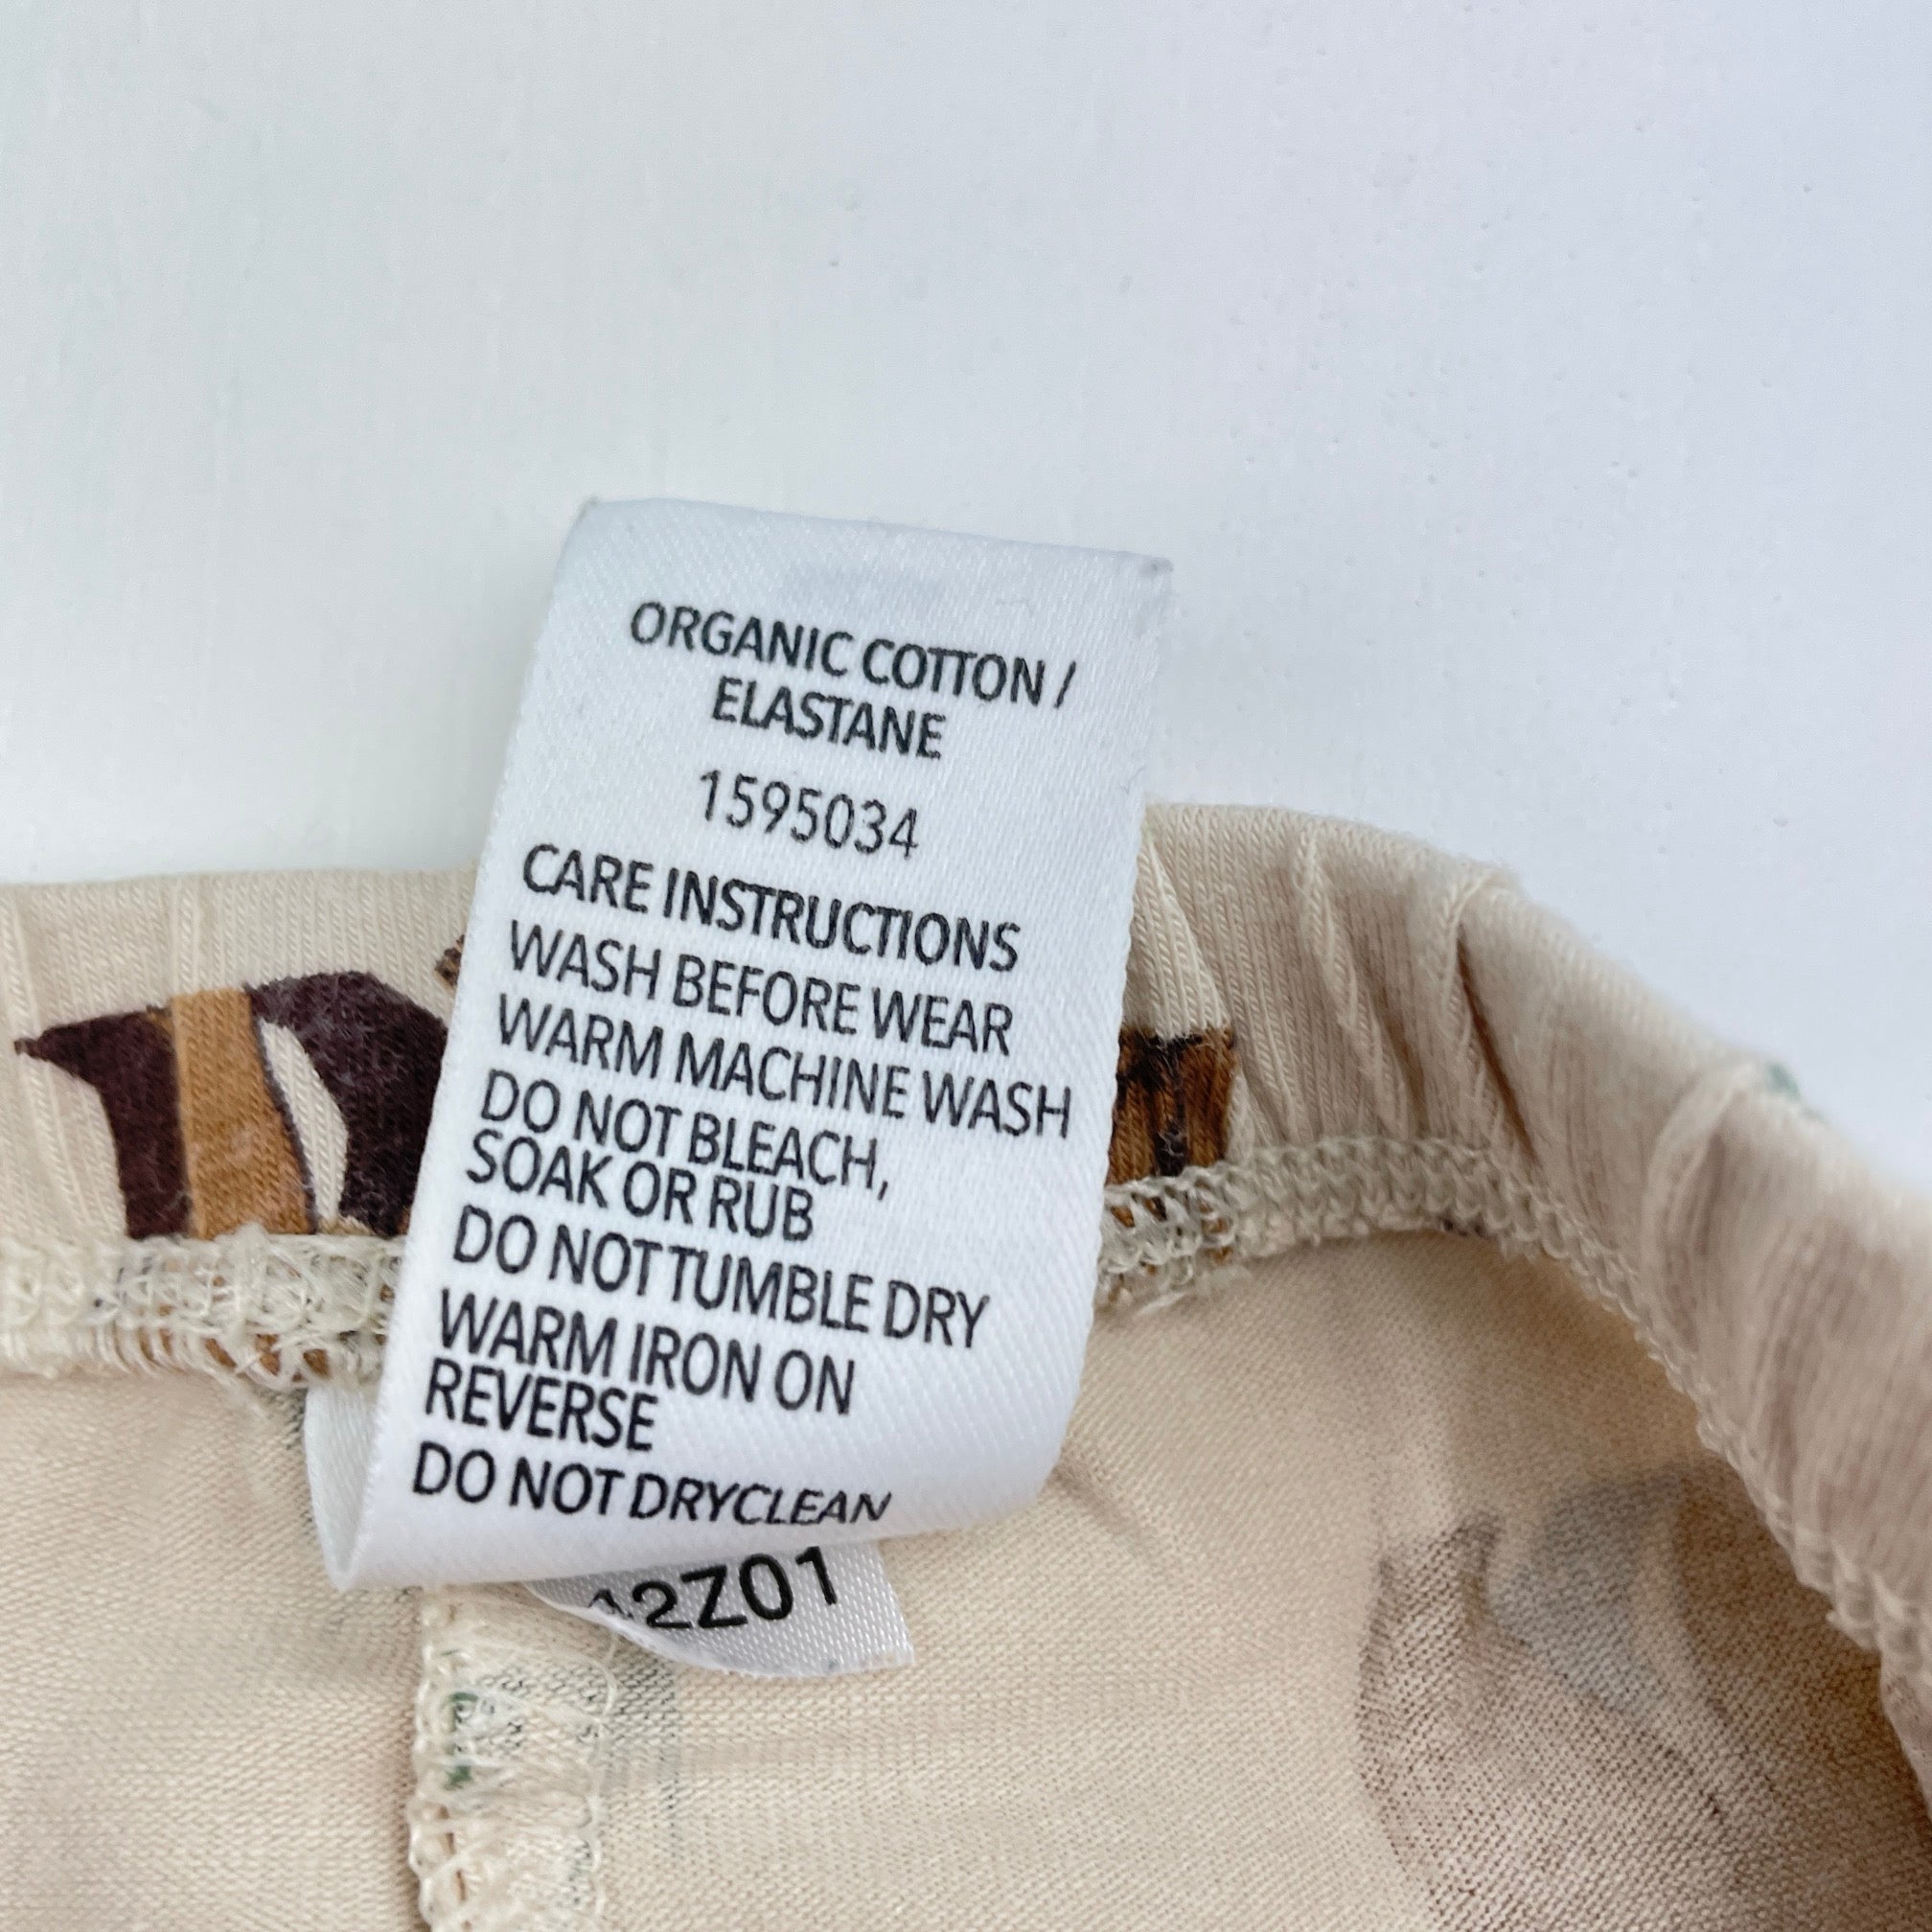 ORGANIC COTTON /
ELASTANE
1595034
CARE INSTRUCTIONS
WASH BEFORE WEAR
WARM MACHINE WASH
DO NOT BLEACH,
SOAK OR RUB
DO NOT TUMBLE DRY
WARM IRON ON
REVERSE
DO NOT DRYCLEAN